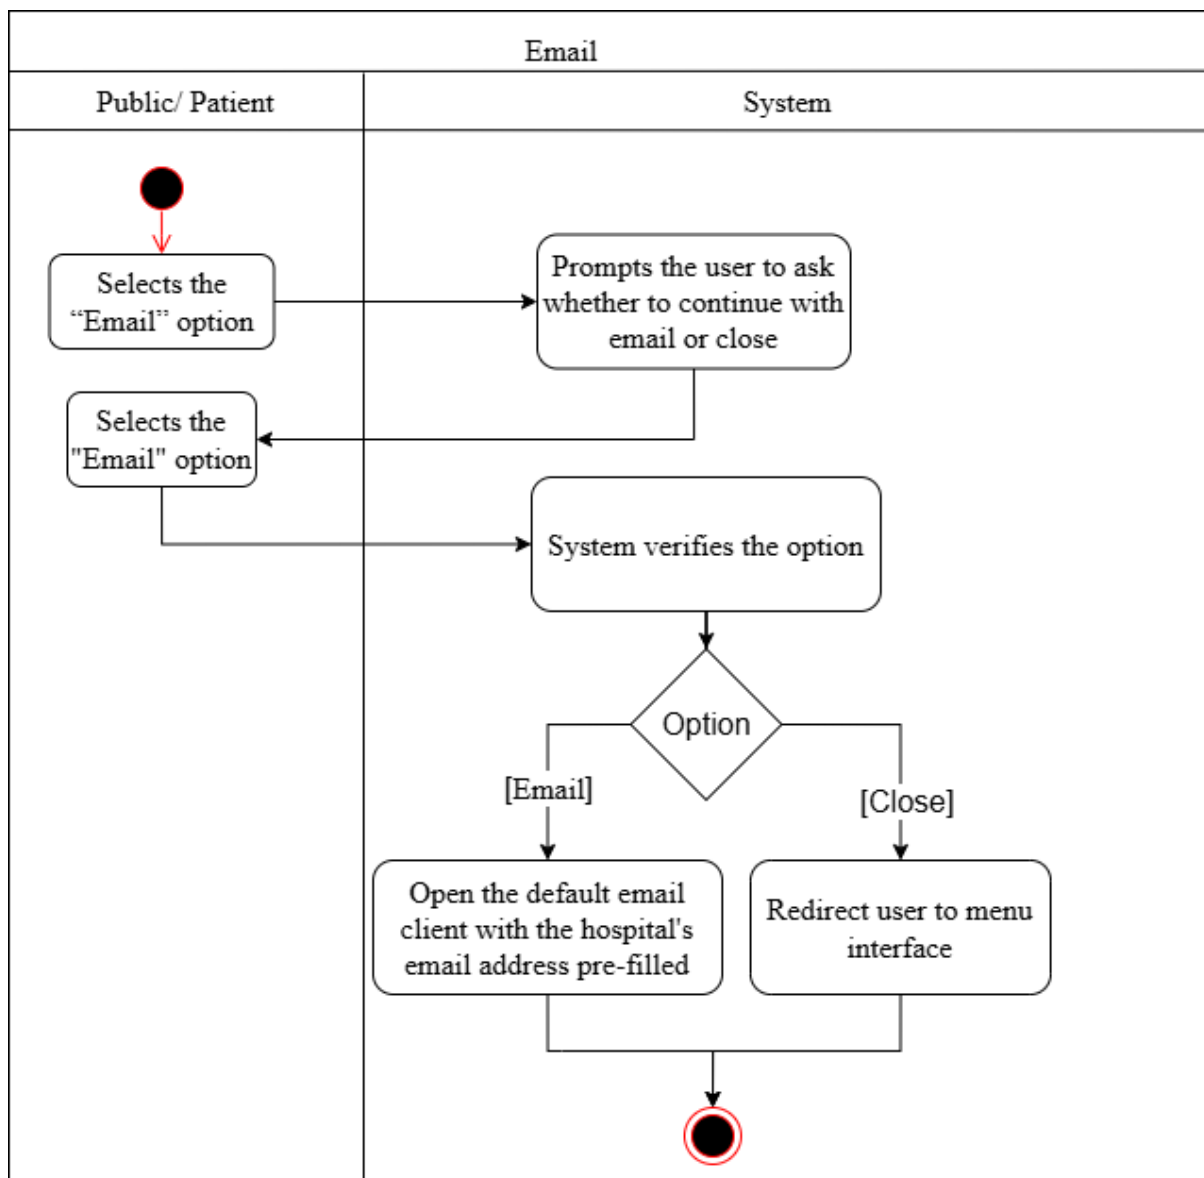 Email
Public/ Patient
System
Selects the
“Email” option
Prompts the user to ask
whether to continue with
email or close
Selects the
"Email" option
System verifies the option
Option
[Email]
[Close]
Open the default email
client with the hospital's
email address pre-filled
Redirect user to menu
interface